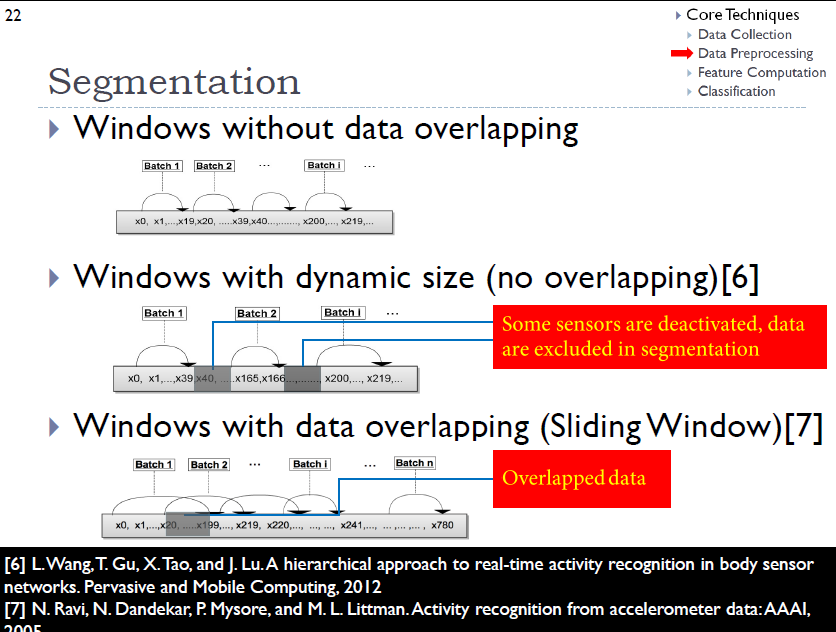 22
Core Techniques
Data Collection
Data Preprocessing
Feature Computation
Classification
Segmentation
Windows without data overlapping
Batch 1 Batch 2 ... Batch i ...
x0, x1,...,x19,x20, .....x39,x40...,........, x200,..., x219,...
Windows with dynamic size (no overlapping)[6]
Batch 1 Batch 2 Batch i ...
Some sensors are deactivated, data
are excluded in segmentation
x0, x1,...,x39 x40, ......x165,x166...,........ x200,..., x219,...
Windows with data overlapping (Sliding Window)[7]
Batch 1 Batch 2 ... Batch i ... Batch n
Overlapped data
x0, x1,...,x20, .....x199,..., x219, x220,..., ..., ..., x241,..., ... ,... ,... , x780
[6] L. Wang, T. Gu, X. Tao, and J. Lu. A hierarchical approach to real-time activity recognition in body sensor
networks. Pervasive and Mobile Computing, 2012
[7] N. Ravi, N. Dandekar, P. Mysore, and M. L. Littman. Activity recognition from accelerometer data: AAAI,
2005